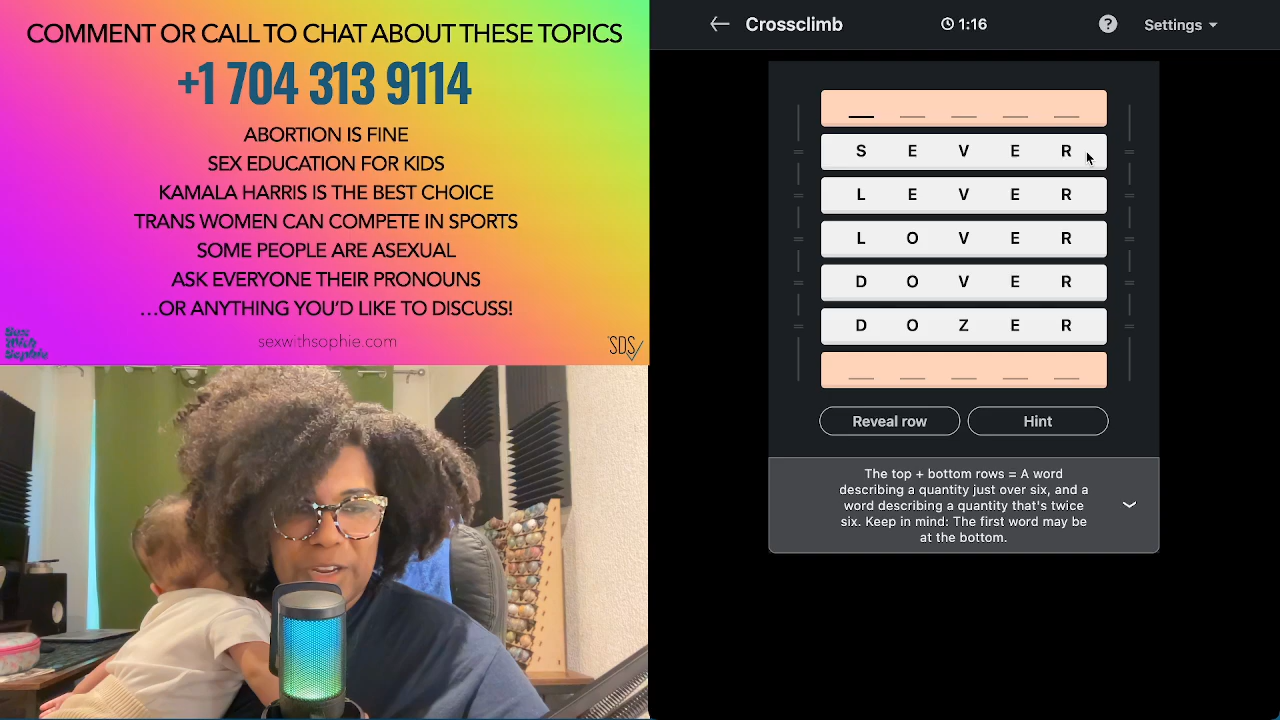 COMMENT OR CALL TO CHAT ABOUT THESE TOPICS
+1 704 313 9114
ABORTION IS FINE
SEX EDUCATION FOR KIDS
KAMALA HARRIS IS THE BEST CHOICE
TRANS WOMEN CAN COMPETE IN SPORTS
SOME PEOPLE ARE ASEXUAL
ASK EVERYONE THEIR PRONOUNS
...OR ANYTHING YOU'D LIKE TO DISCUSS!
sexwithsophie.com
Sex
With
Sophie
SDS
Crossclimb
1:16
?
Settings
S E V E R
L E V E R
L O V E R
D O V E R
D O Z E R
Reveal row
Hint
The top + bottom rows = A word
describing a quantity just over six, and a
word describing a quantity that's twice
six. Keep in mind: The first word may be
at the bottom.